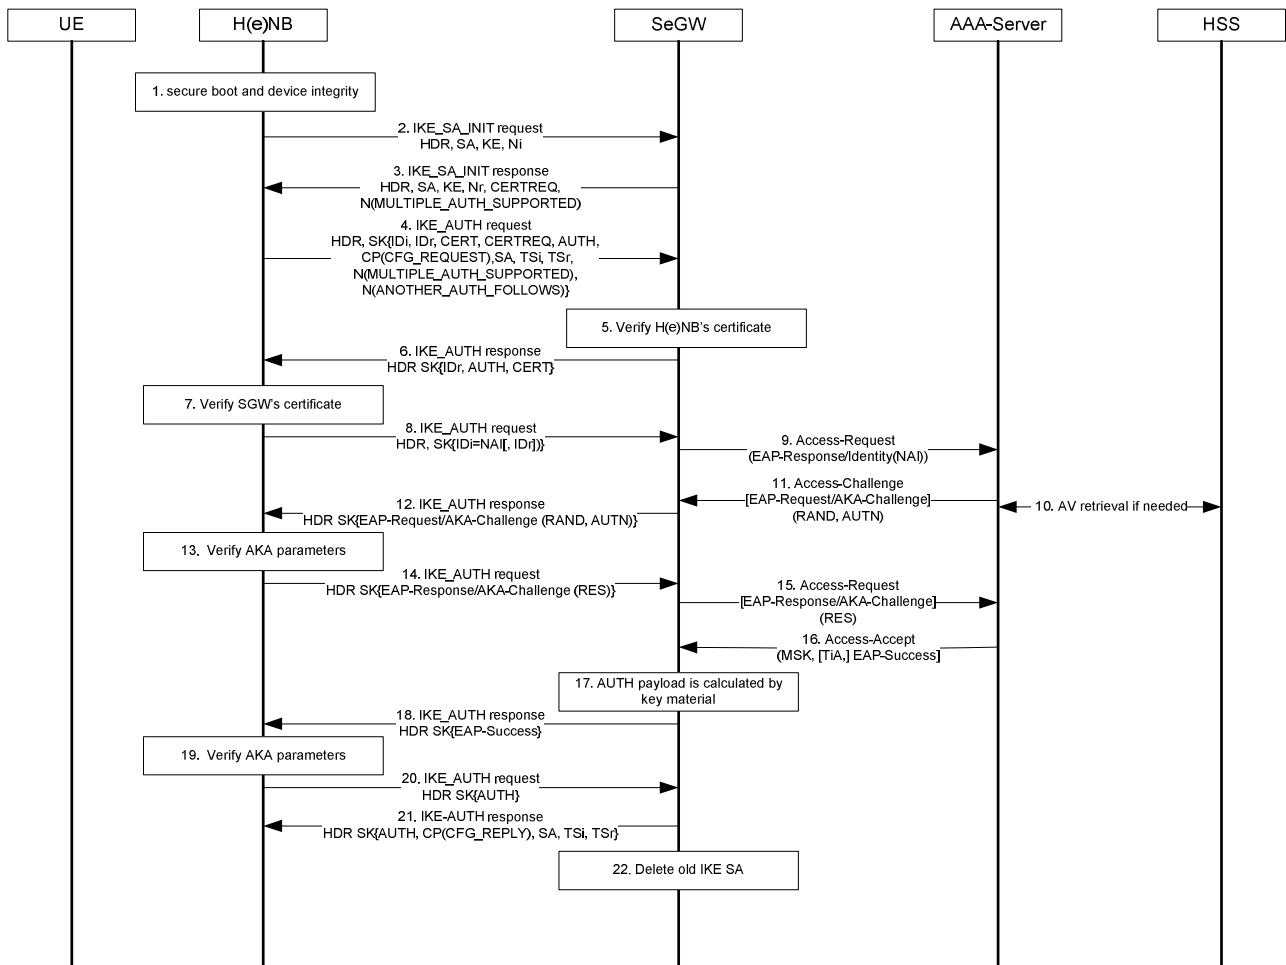 UE
H(e)NB
SeGW
AAA-Server
HSS
1. secure boot and device integrity
2. IKE_SA_INIT request
HDR, SA, KE, Ni
3. IKE_SA_INIT response
HDR, SA, KE, Nr, CERTREQ,
N(MULTIPLE_AUTH_SUPPORTED)
4. IKE_AUTH request
HDR, SK{IDi, IDr, CERT, CERTREQ, AUTH,
CP(CFG_REQUEST),SA, TSi, TSr,
N(MULTIPLE_AUTH_SUPPORTED),
N(ANOTHER_AUTH_FOLLOWS)}
5. Verify H(e)NB's certificate
6. IKE_AUTH response
HDR SK{IDr, AUTH, CERT}
7. Verify SGW's certificate
8. IKE_AUTH request
HDR, SK{IDi=NAI[, IDr])}
9. Access-Request
(EAP-Response/Identity(NAI))
11. Access-Challenge
[EAP-Request/AKA-Challenge]
(RAND, AUTN)
10. AV retrieval if needed
12. IKE_AUTH response
HDR SK{EAP-Request/AKA-Challenge (RAND, AUTN)}
13. Verify AKA parameters
14. IKE_AUTH request
HDR SK{EAP-Response/AKA-Challenge (RES)}
15. Access-Request
[EAP-Response/AKA-Challenge]
(RES)
16. Access-Accept
(MSK, [TiA,] EAP-Success]
17. AUTH payload is calculated by
key material
18. IKE_AUTH response
HDR SK{EAP-Success}
19. Verify AKA parameters
20. IKE_AUTH request
HDR SK{AUTH}
21. IKE-AUTH response
HDR SK{AUTH, CP(CFG_REPLY), SA, TSi, TSr}
22. Delete old IKE SA